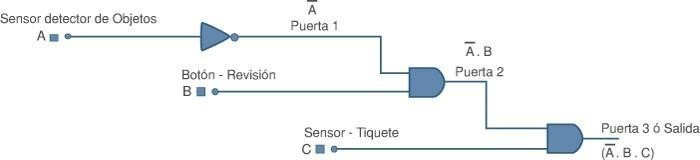 A̅
Sensor detector de Objetos
Puerta 1
A
A̅ . B
Botón - Revisión
Puerta 2
B
Sensor - Tiquete
Puerta 3 ó Salida
C
(A̅ . B . C)